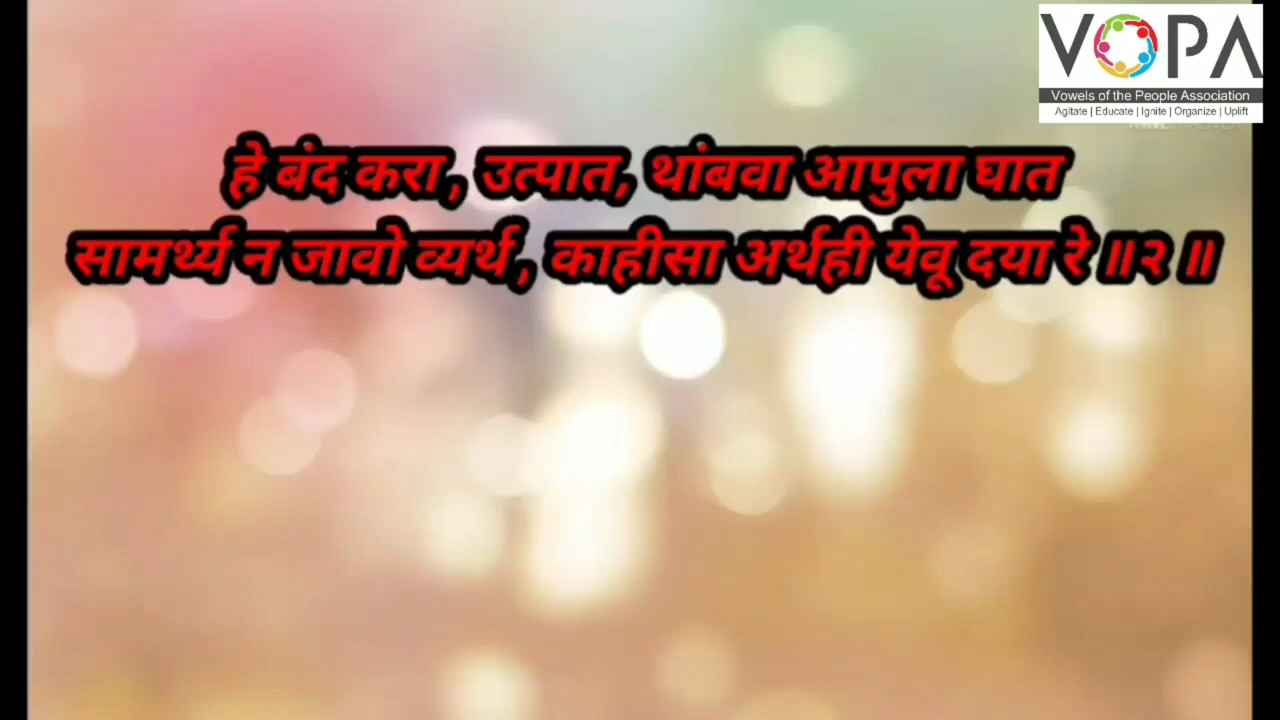 VOPA
Vowels of the People Association
Agitate | Educate | Ignite | Organize | Uplift
हे बंद करा , उत्पात, थांबवा आपुला घात
सामर्थ्य न जावो व्यर्थ , काहीसा अर्थही येवू दया रे ॥२ ॥